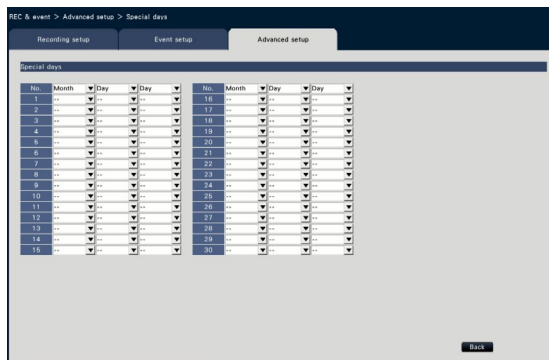 REC & event > Advanced setup > Special days
Recording setup Event setup Advanced setup
Special days
No. Month Day Day No. Month Day Day
1 -- -- -- 16 -- -- --
2 -- -- -- 17 -- -- --
3 -- -- -- 18 -- -- --
4 -- -- -- 19 -- -- --
5 -- -- -- 20 -- -- --
6 -- -- -- 21 -- -- --
7 -- -- -- 22 -- -- --
8 -- -- -- 23 -- -- --
9 -- -- -- 24 -- -- --
10 -- -- -- 25 -- -- --
11 -- -- -- 26 -- -- --
12 -- -- -- 27 -- -- --
13 -- -- -- 28 -- -- --
14 -- -- -- 29 -- -- --
15 -- -- -- 30 -- -- --
Back